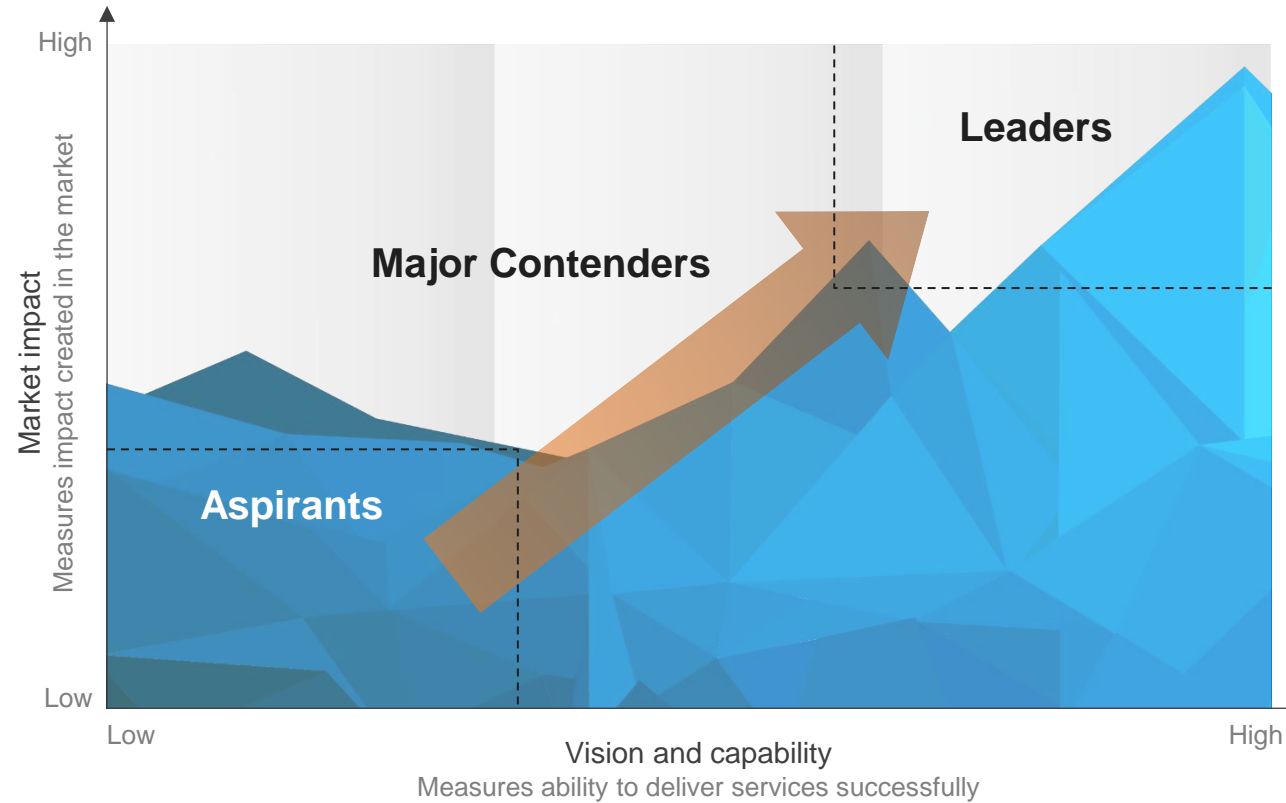 High
Leaders
Major Contenders
Market impact
Measures impact created in the market
Aspirants
Low
Low
High
Vision and capability
Measures ability to deliver services successfully